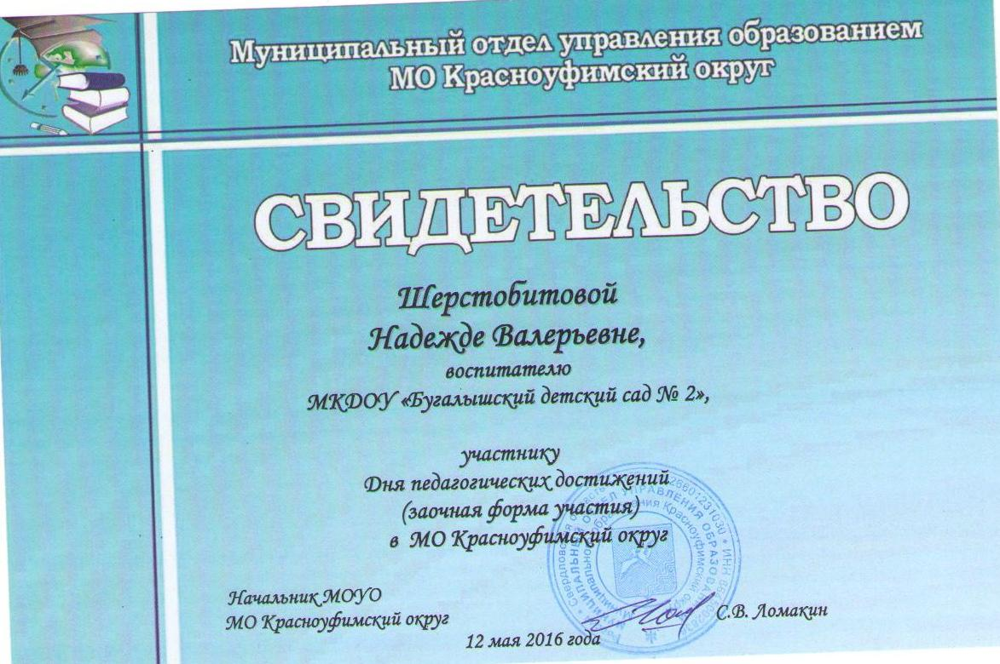 Муниципальный отдел управления образованием
МО Красноуфимский округ
СВИДЕТЕЛЬСТВО
Шерстобитовой
Надежде Валерьевне,
воспитателю
МКДОУ «Бугалышский детский сад № 2»,
участнику
Дня педагогических достижений
(заочная форма участия)
в МО Красноуфимский округ
Начальник МОУО
МО Красноуфимский округ
С.В. Ломакин
12 мая 2016 года